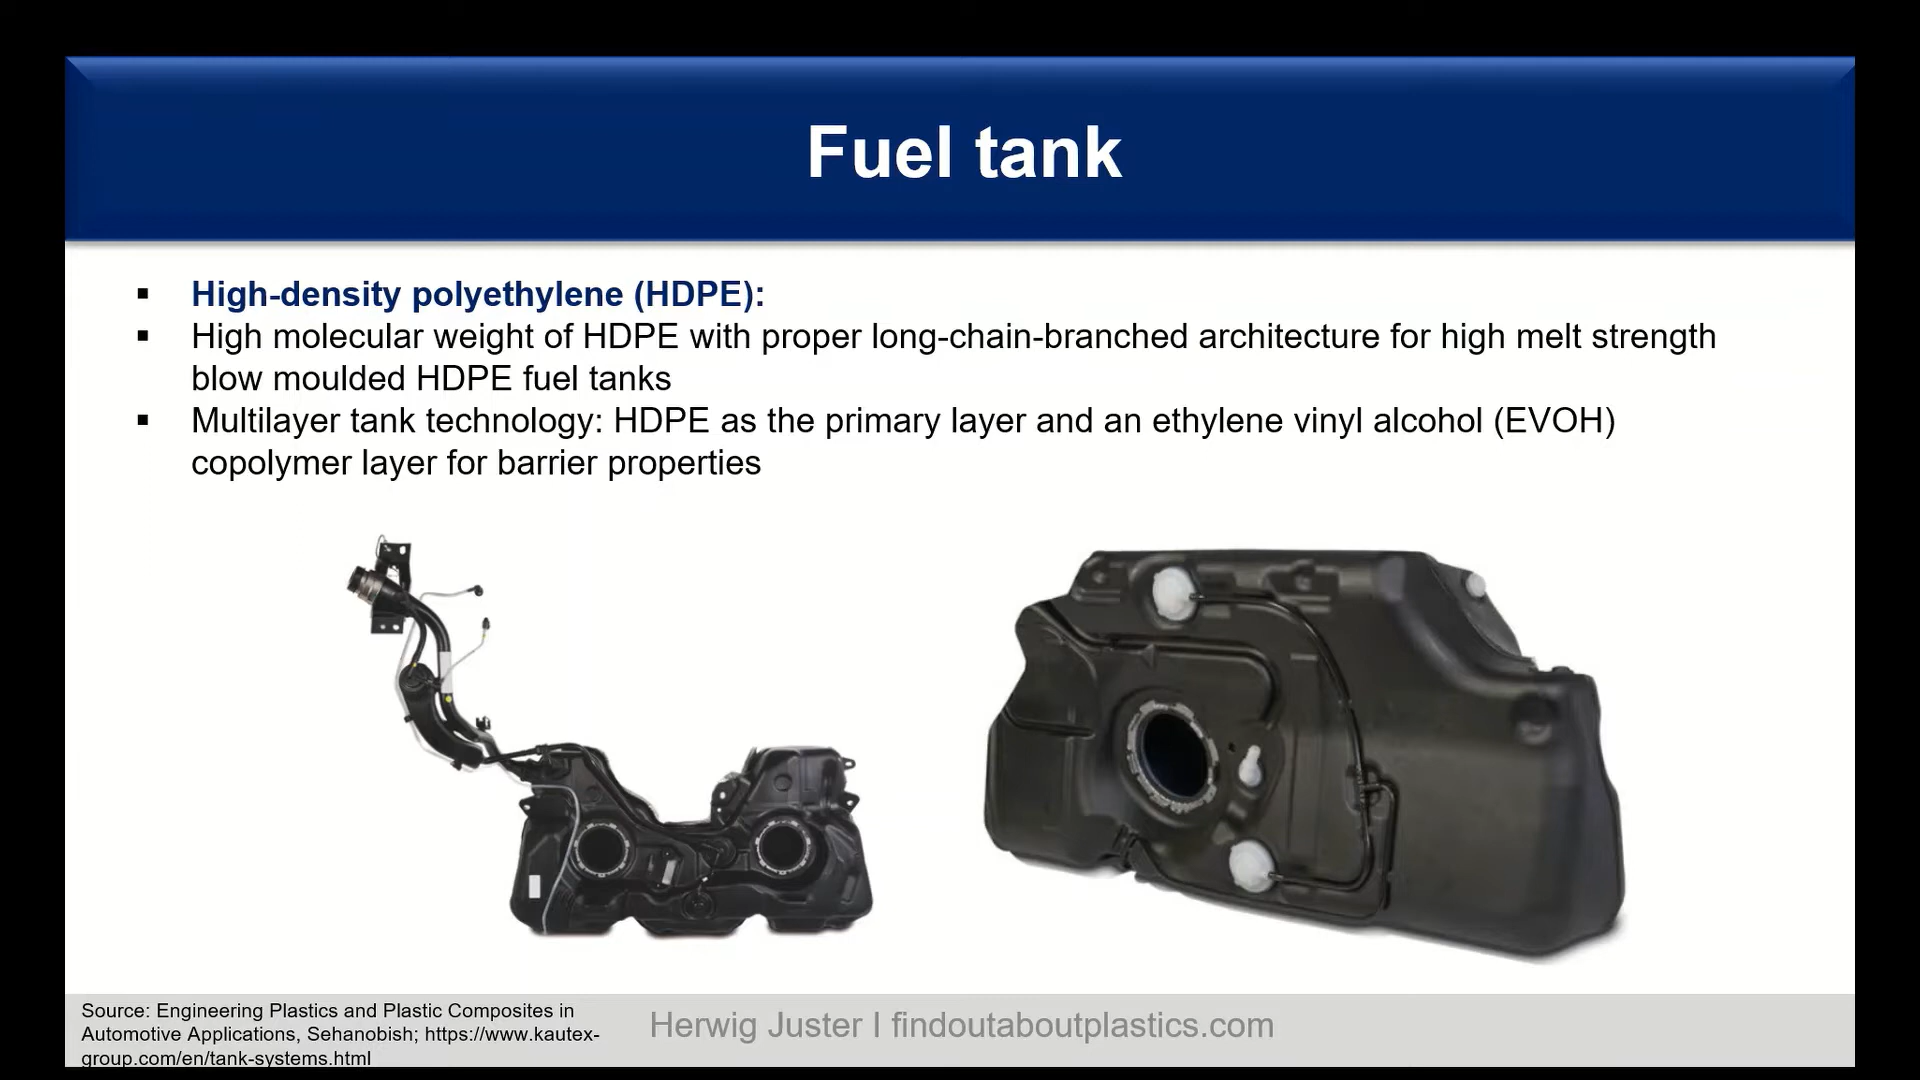 Fuel tank
▪ High-density polyethylene (HDPE):
▪ High molecular weight of HDPE with proper long-chain-branched architecture for high melt strength
blow moulded HDPE fuel tanks
▪ Multilayer tank technology: HDPE as the primary layer and an ethylene vinyl alcohol (EVOH)
copolymer layer for barrier properties
Source: Engineering Plastics and Plastic Composites in
Automotive Applications, Sehanobish; https://www.kautex-
group.com/en/tank-systems.html
Herwig Juster I findoutaboutplastics.com